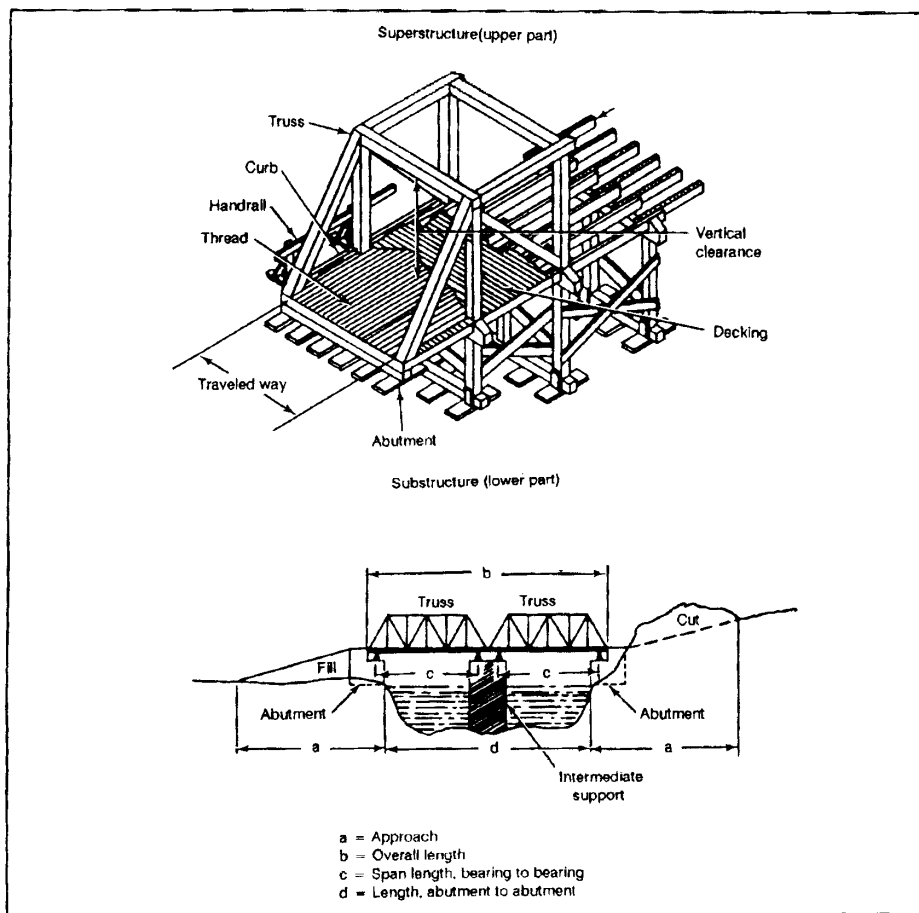 Superstructure(upper part)
Truss
Curb
Handrail
Thread
Vertical
clearance
Decking
Traveled way
Abutment
Substructure (lower part)
b
Truss
Truss
Cut
Fill
c
c
Abutment
Abutment
a
d
a
Intermediate
support
a = Approach
b = Overall length
c = Span length, bearing to bearing
d = Length, abutment to abutment